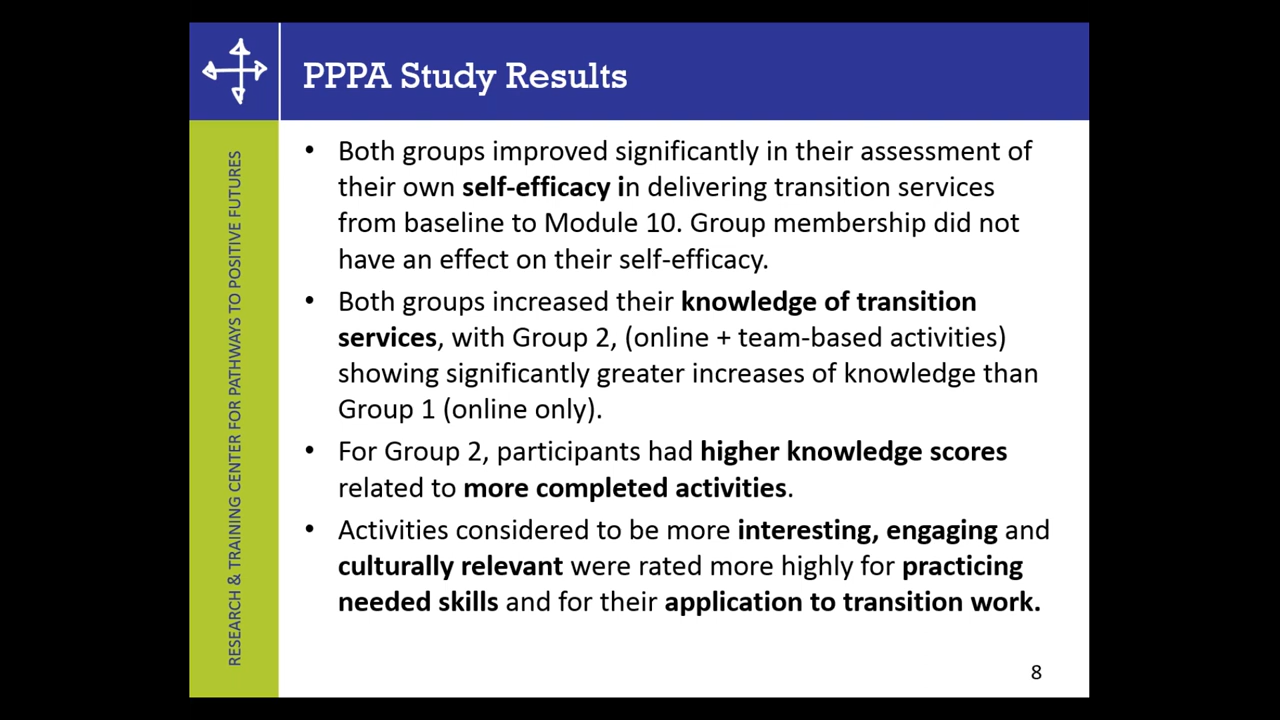 PPPA Study Results
RESEARCH & TRAINING CENTER FOR PATHWAYS TO POSITIVE FUTURES
• Both groups improved significantly in their assessment of
their own self-efficacy in delivering transition services
from baseline to Module 10. Group membership did not
have an effect on their self-efficacy.
• Both groups increased their knowledge of transition
services, with Group 2, (online + team-based activities)
showing significantly greater increases of knowledge than
Group 1 (online only).
• For Group 2, participants had higher knowledge scores
related to more completed activities.
• Activities considered to be more interesting, engaging and
culturally relevant were rated more highly for practicing
needed skills and for their application to transition work.
8